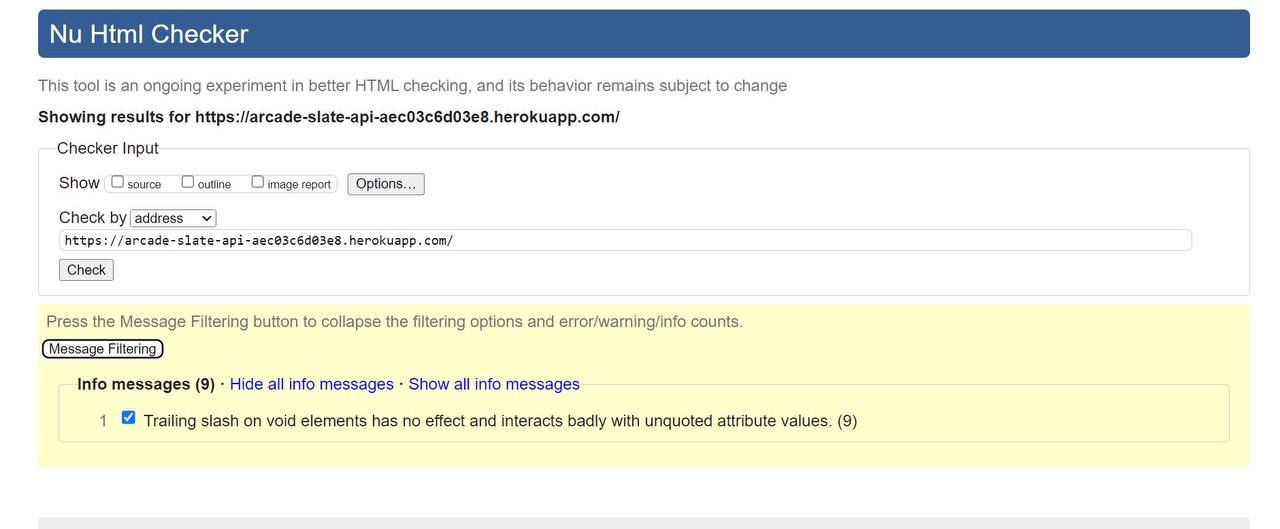 Nu Html Checker
This tool is an ongoing experiment in better HTML checking, and its behavior remains subject to change
Showing results for https://arcade-slate-api-aec03c6d03e8.herokuapp.com/
Checker Input
Show source outline image report Options...
Check by address
https://arcade-slate-api-aec03c6d03e8.herokuapp.com/
Check
Press the Message Filtering button to collapse the filtering options and error/warning/info counts.
Message Filtering
Info messages (9) · Hide all info messages · Show all info messages
1 Trailing slash on void elements has no effect and interacts badly with unquoted attribute values. (9)